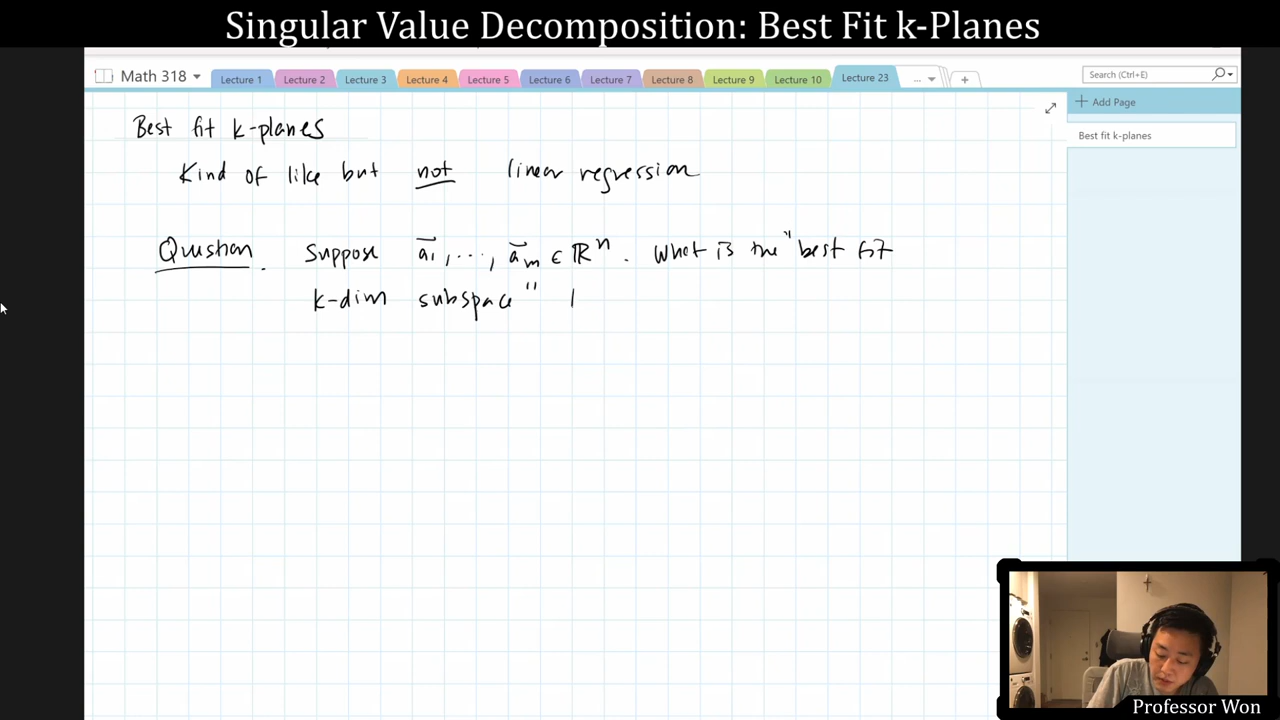 Singular Value Decomposition: Best Fit k-Planes
Math 318
Lecture 1
Lecture 2
Lecture 3
Lecture 4
Lecture 5
Lecture 6
Lecture 7
Lecture 8
Lecture 9
Lecture 10
Lecture 23
...
+
Search (Ctrl+E)
+ Add Page
Best fit k-planes
Best fit k-planes
Kind of like but not linear regression
Question. Suppose a⃗₁, ..., a⃗ₘ ∈ ℝⁿ. What is the "best fit
k-dim subspace"
Professor Won